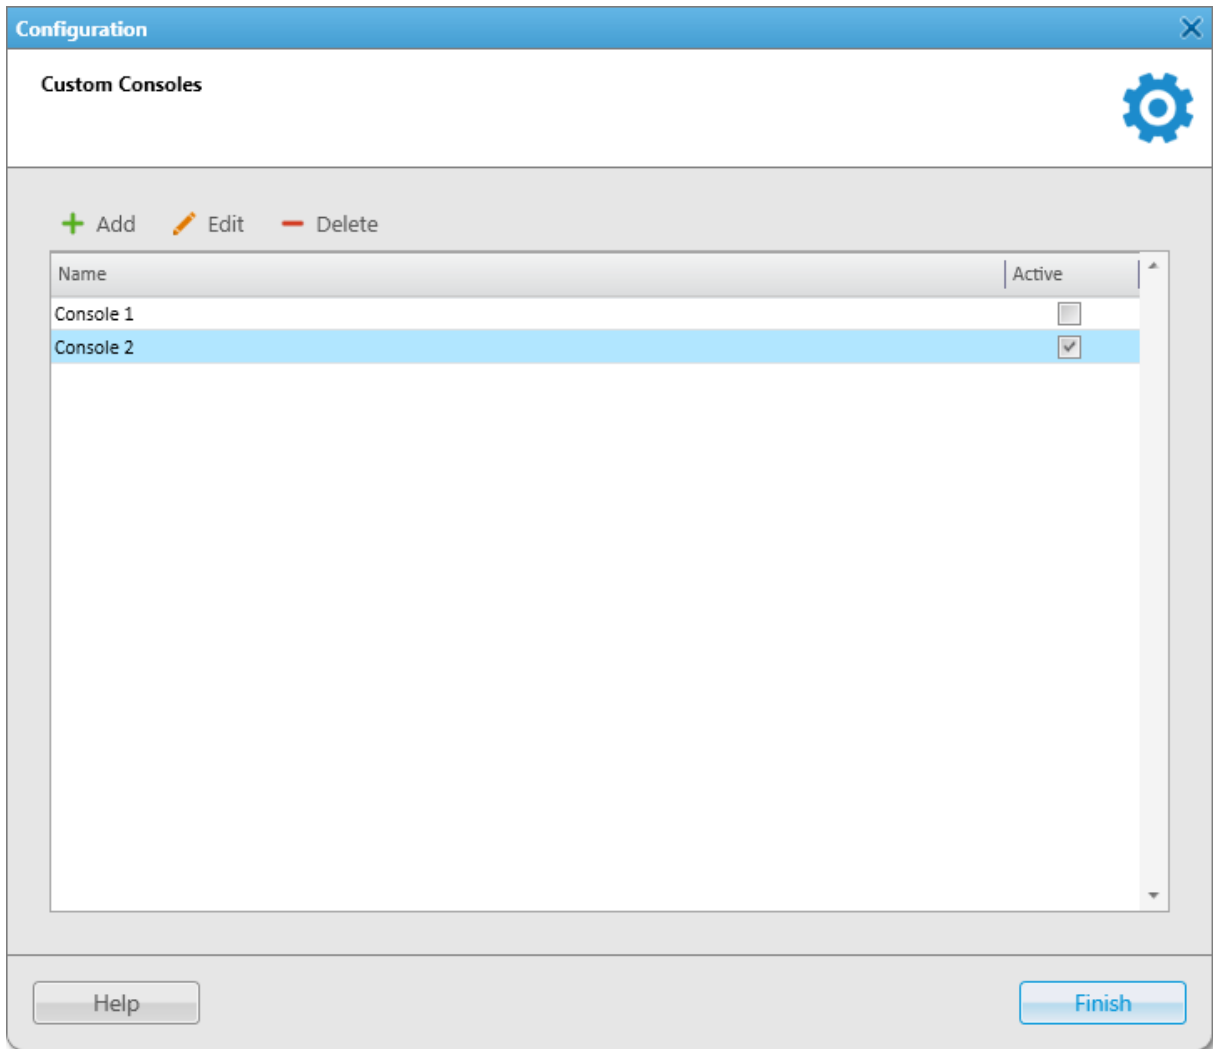 Configuration
Custom Consoles
Add Edit Delete
Name Active
Console 1
Console 2
Help Finish